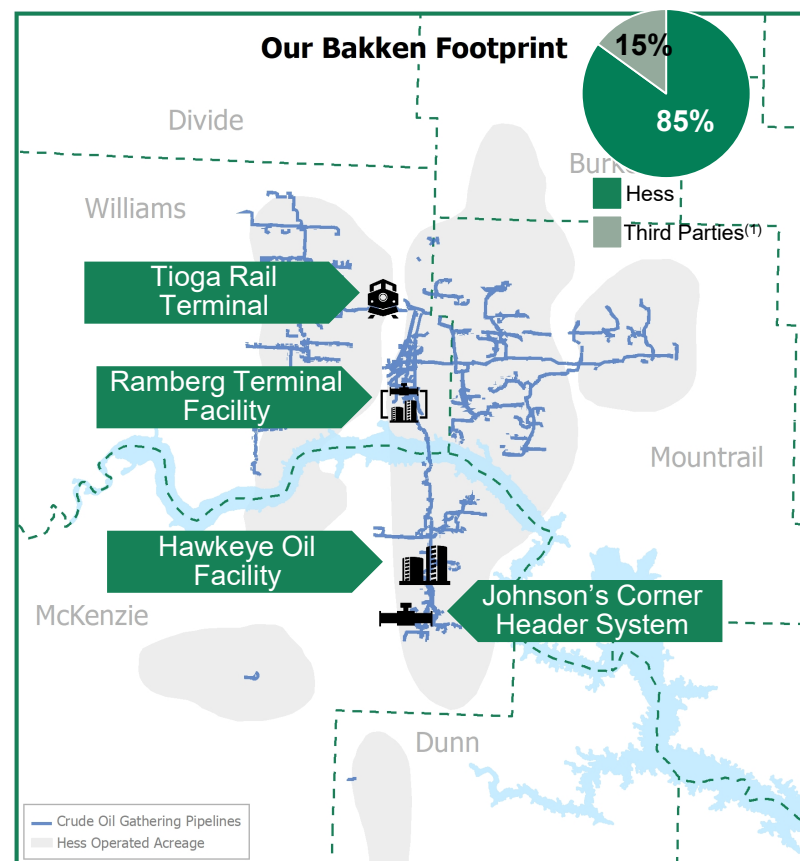 Our Bakken Footprint
15%
85%
Divide
Hess
Third Parties(1)
Williams
Tioga Rail
Terminal
Ramberg Terminal
Facility
Mountrail
Hawkeye Oil
Facility
Johnson's Corner
Header System
McKenzie
Dunn
Crude Oil Gathering Pipelines
Hess Operated Acreage